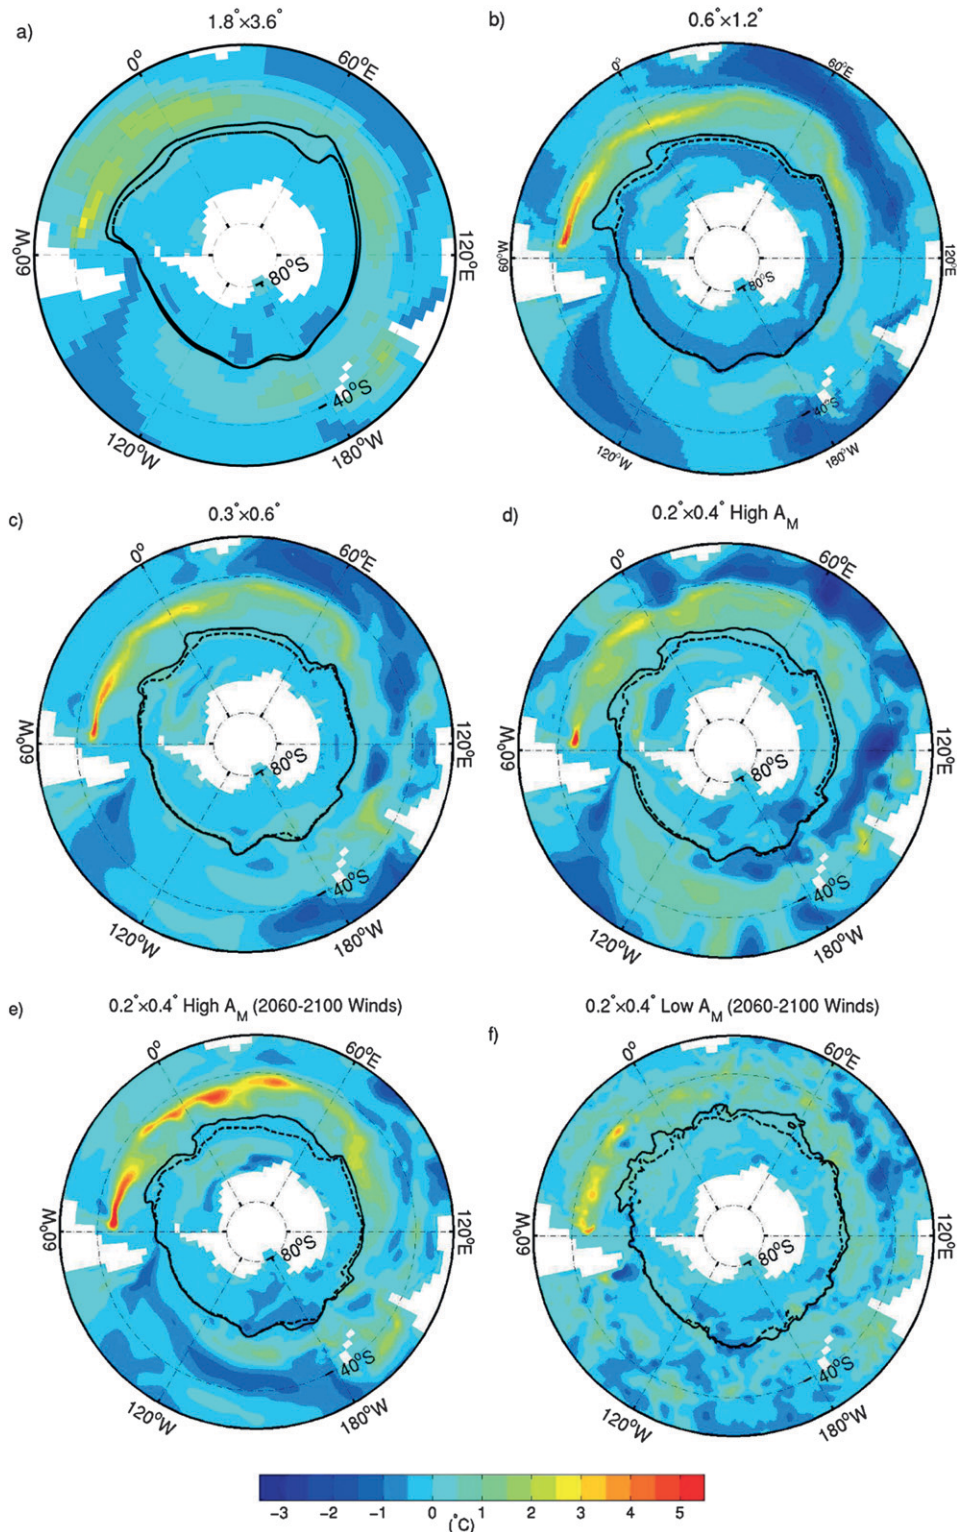 a)
1.8°×3.6°
0°
60°E
60°W
120°E
80°S
40°S
120°W
180°W
b)
0.6°×1.2°
0°
60°E
60°W
120°E
80°S
40°S
120°W
180°W
c)
0.3°×0.6°
0°
60°E
60°W
120°E
80°S
40°S
120°W
180°W
d)
0.2°×0.4° High A_M
0°
60°E
60°W
120°E
80°S
40°S
120°W
180°W
e)
0.2°×0.4° High A_M (2060-2100 Winds)
0°
60°E
60°W
120°E
80°S
40°S
120°W
180°W
f)
0.2°×0.4° Low A_M (2060-2100 Winds)
0°
60°E
60°W
120°E
80°S
40°S
120°W
180°W
−3 −2 −1 0 1 2 3 4 5
(°C)